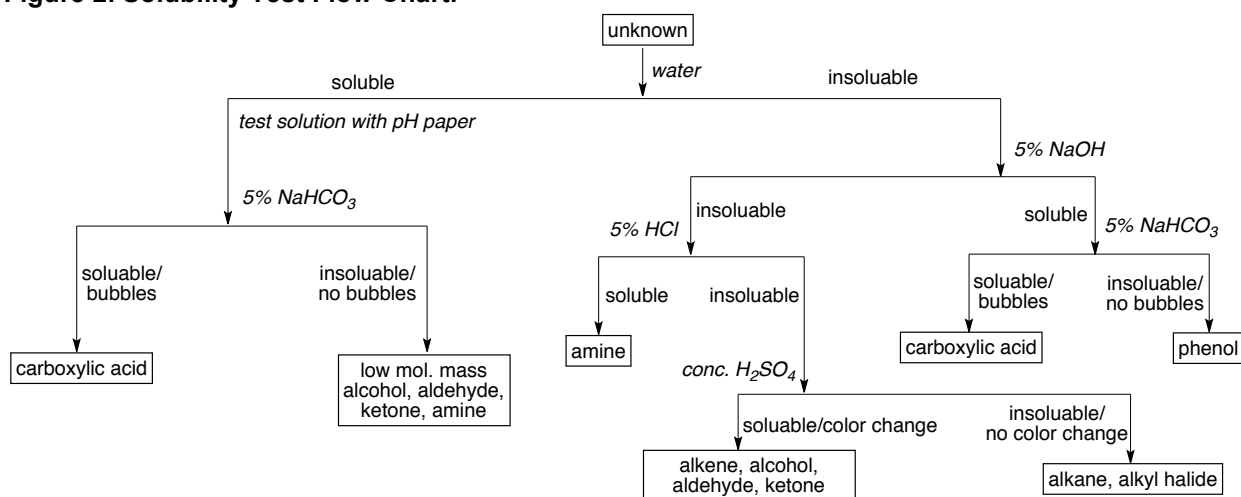 Figure 2. Solubility Test Flow Chart.
unknown
water
soluble
insoluable
test solution with pH paper
5% NaOH
5% NaHCO3
insoluable
soluble
5% HCl
5% NaHCO3
soluable/
bubbles
insoluable/
no bubbles
soluble
insoluable
soluable/
bubbles
insoluable/
no bubbles
carboxylic acid
low mol. mass
alcohol, aldehyde,
ketone, amine
amine
carboxylic acid
phenol
conc. H2SO4
soluable/color change
insoluable/
no color change
alkene, alcohol,
aldehyde, ketone
alkane, alkyl halide